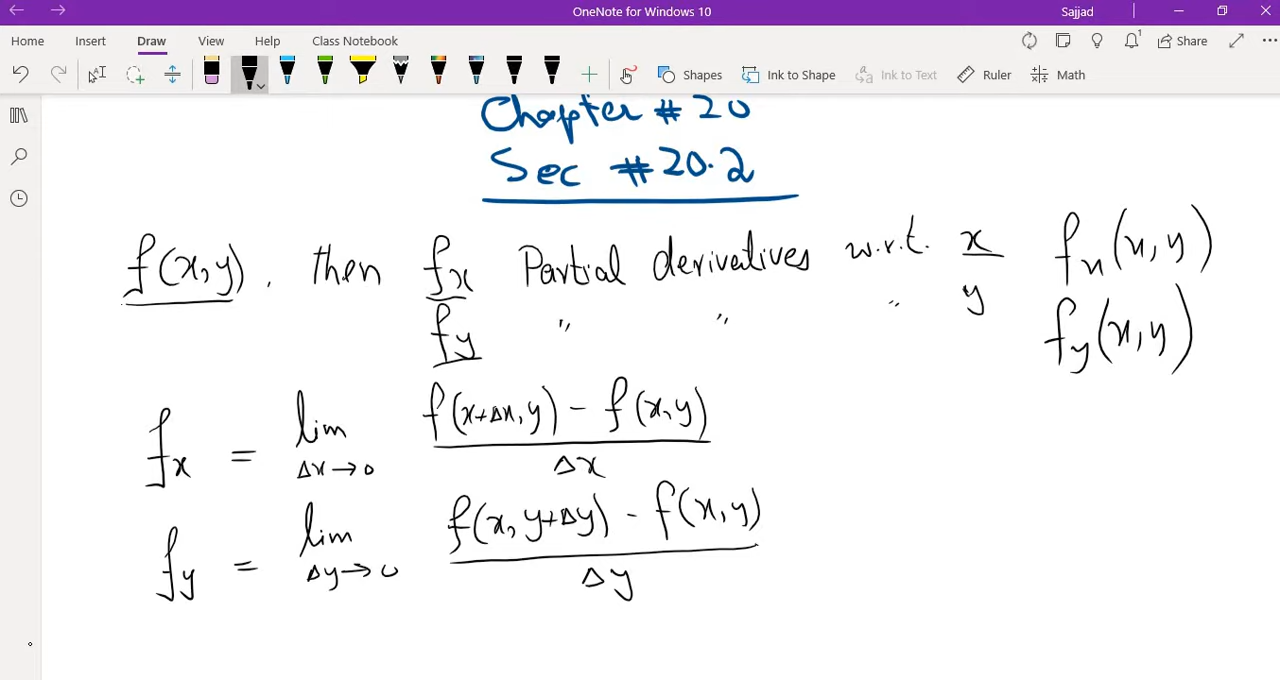 OneNote for Windows 10
Sajjad
Home Insert Draw View Help Class Notebook
1 Share
Shapes Ink to Shape Ink to Text Ruler Math
Chapter # 20
Sec # 20.2
f(x,y), then fx Partial derivatives w.r.t. x fx(x,y)
fy " " " y fy(x,y)
fx = lim Δx→0 f(x+Δx,y) - f(x,y) / Δx
fy = lim Δy→0 f(x,y+Δy) - f(x,y) / Δy